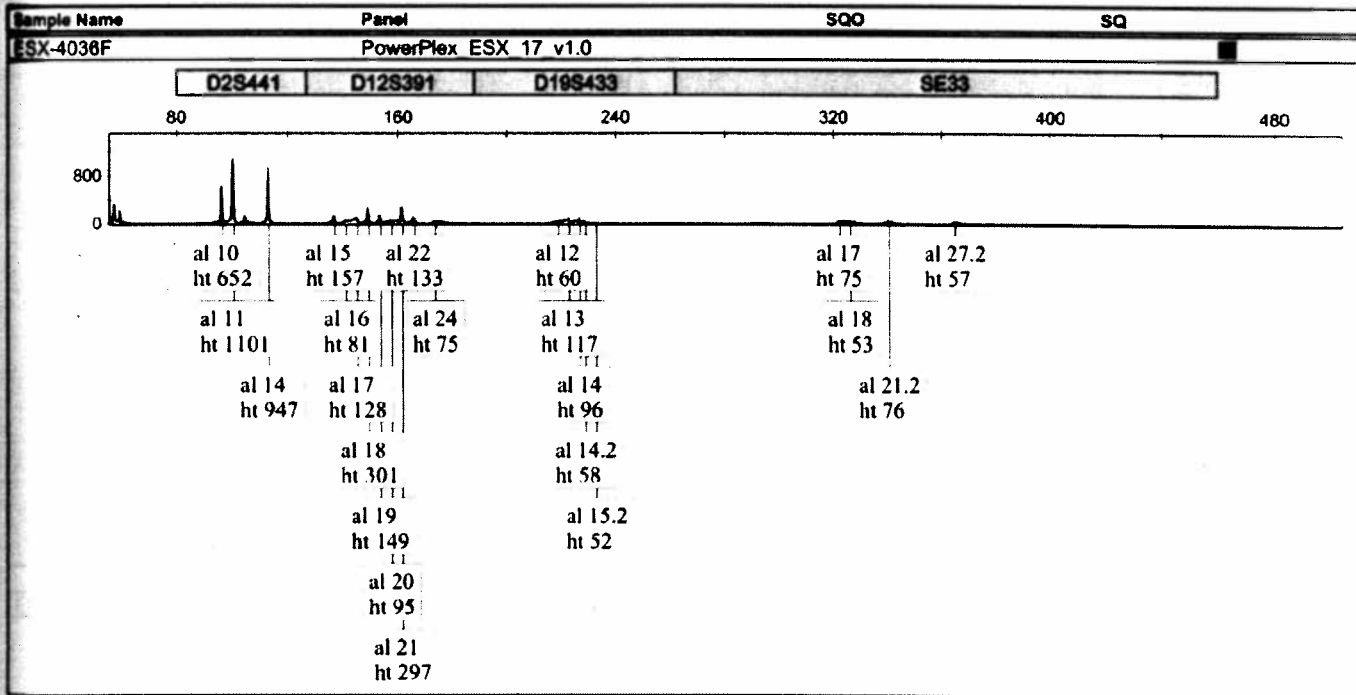 Sample Name Panel SQO SQ
ESX-4036F PowerPlex_ESX_17_v1.0
D2S441 D12S391 D19S433 SE33
80 160 240 320 400 480
800
0
al 10 al 15 al 22 al 12 al 17 al 27.2
ht 652 ht 157 ht 133 ht 60 ht 75 ht 57
al 11 al 16 al 24 al 13 al 18
ht 1101 ht 81 ht 75 ht 117 ht 53
al 14 al 17 al 14 al 21.2
ht 947 ht 128 ht 96 ht 76
al 18 al 14.2
ht 301 ht 58
al 19 al 15.2
ht 149 ht 52
al 20
ht 95
al 21
ht 297